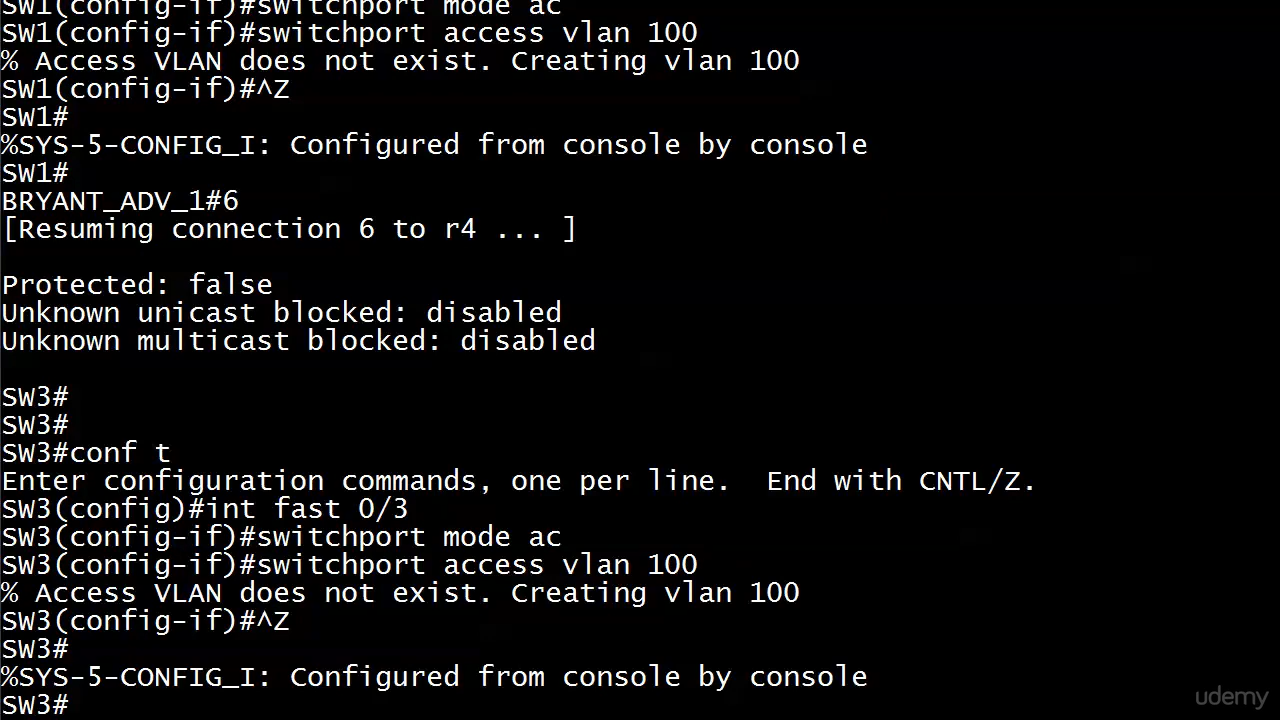 SW1(config-if)#switchport mode ac
SW1(config-if)#switchport access vlan 100
% Access VLAN does not exist. Creating vlan 100
SW1(config-if)#^Z
SW1#
%SYS-5-CONFIG_I: Configured from console by console
SW1#
BRYANT_ADV_1#6
[Resuming connection 6 to r4 ... ]
Protected: false
Unknown unicast blocked: disabled
Unknown multicast blocked: disabled
SW3#
SW3#
SW3#conf t
Enter configuration commands, one per line.  End with CNTL/Z.
SW3(config)#int fast 0/3
SW3(config-if)#switchport mode ac
SW3(config-if)#switchport access vlan 100
% Access VLAN does not exist. Creating vlan 100
SW3(config-if)#^Z
SW3#
%SYS-5-CONFIG_I: Configured from console by console
SW3#
udemy